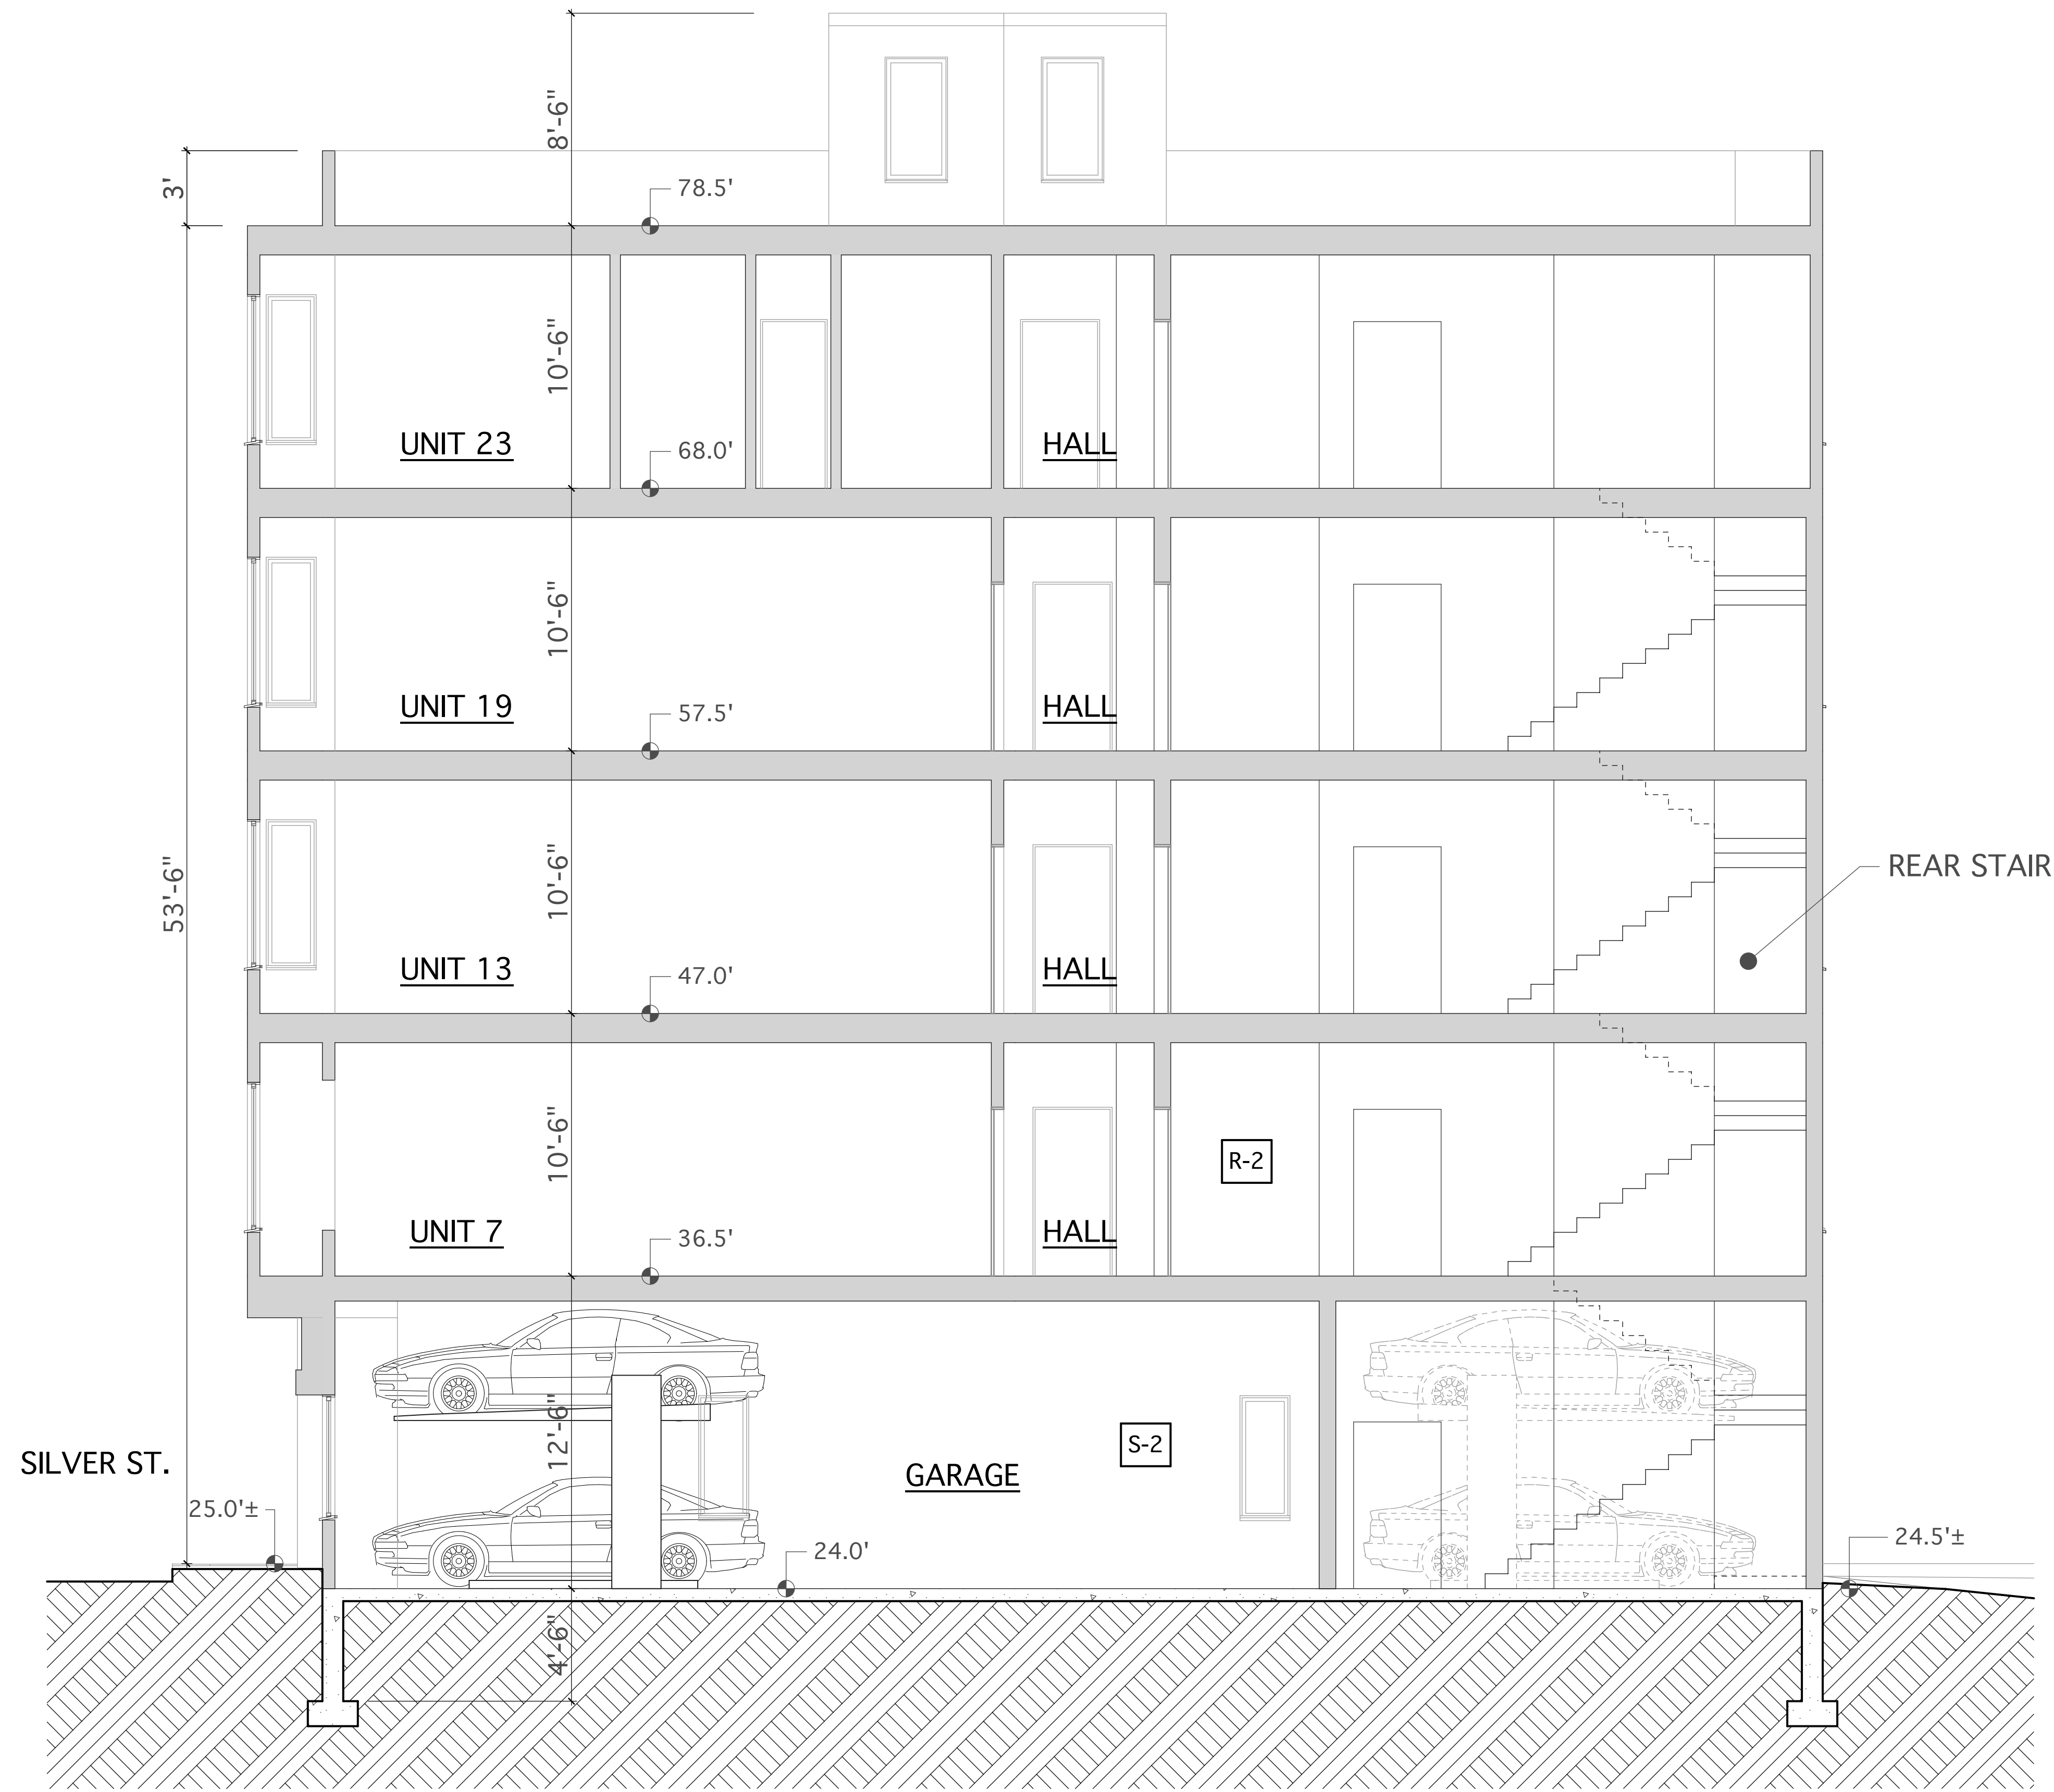 8'-6"
3'
78.5'
10'-6"
UNIT 23
68.0'
HALL
10'-6"
UNIT 19
57.5'
HALL
53'-6"
10'-6"
REAR STAIR
UNIT 13
47.0'
HALL
10'-6"
R-2
UNIT 7
36.5'
HALL
12'-6"
S-2
SILVER ST.
GARAGE
25.0'±
24.0'
24.5'±
4'-6"